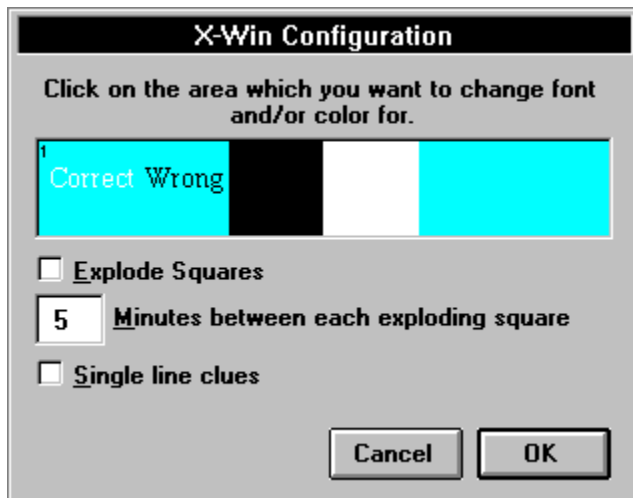 X-Win Configuration
Click on the area which you want to change font
and/or color for.
1
Correct Wrong
Explode Squares
5 Minutes between each exploding square
Single line clues
Cancel OK